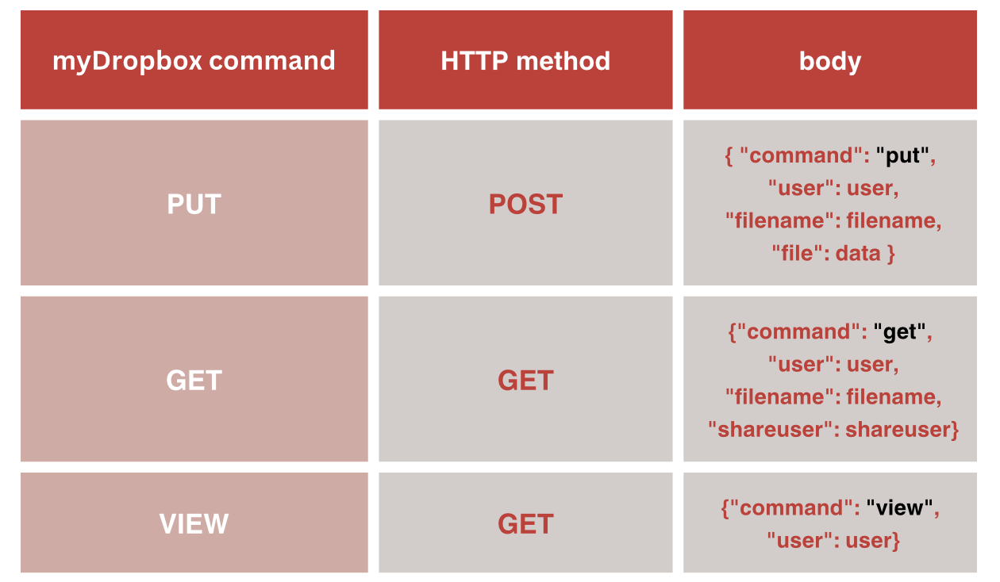 myDropbox command
HTTP method
body
PUT
POST
{ "command": "put",
"user": user,
"filename": filename,
"file": data }
GET
GET
{"command": "get",
"user": user,
"filename": filename,
"shareuser": shareuser}
VIEW
GET
{"command": "view",
"user": user}